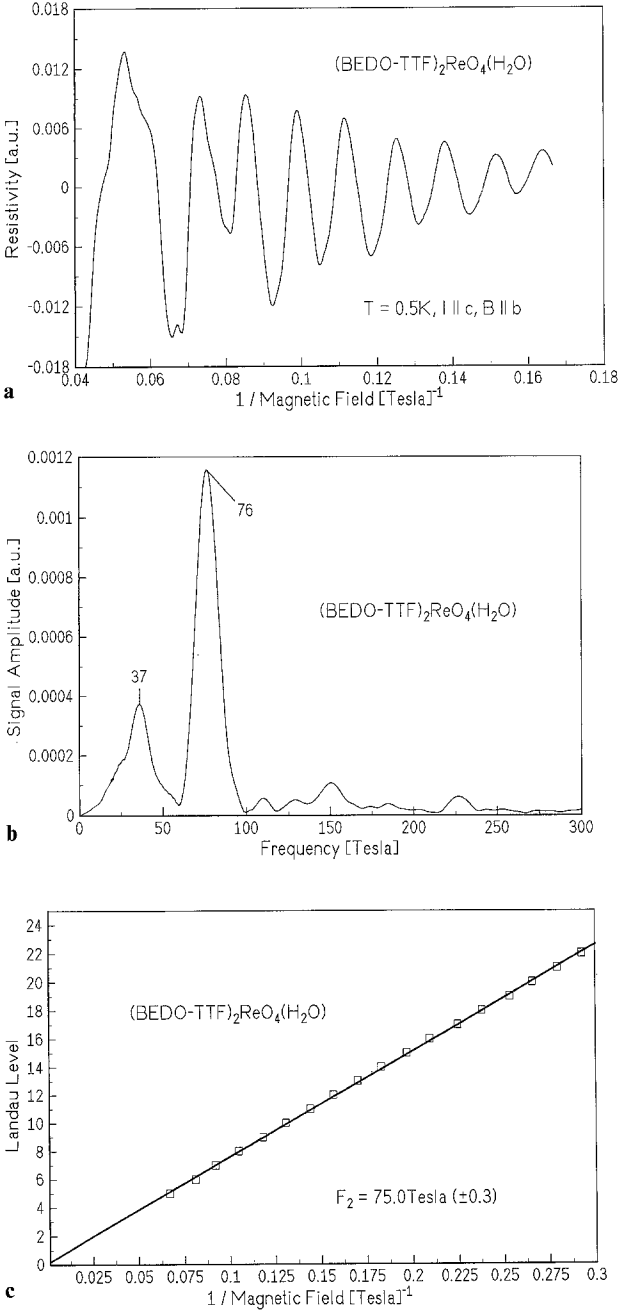 0.018
0.012
0.006
0
-0.006
-0.012
-0.018
Resistivity [a.u.]
(BEDO-TTF)₂ReO₄(H₂O)
T = 0.5K, I II c, B II b
0.04 0.06 0.08 0.1 0.12 0.14 0.16 0.18
1 / Magnetic Field [Tesla]⁻¹
a
0.0012
0.001
0.0008
0.0006
0.0004
0.0002
0
Signal Amplitude [a.u.]
76
(BEDO-TTF)₂ReO₄(H₂O)
37
0 50 100 150 200 250 300
Frequency [Tesla]
b
24
22
20
18
16
14
12
10
8
6
4
2
0
Landau Level
(BEDO-TTF)₂ReO₄(H₂O)
F₂ = 75.0Tesla (±0.3)
0.025 0.075 0.125 0.175 0.225 0.275 0.3
0.05 0.1 0.15 0.2 0.25
1 / Magnetic Field [Tesla]⁻¹
c